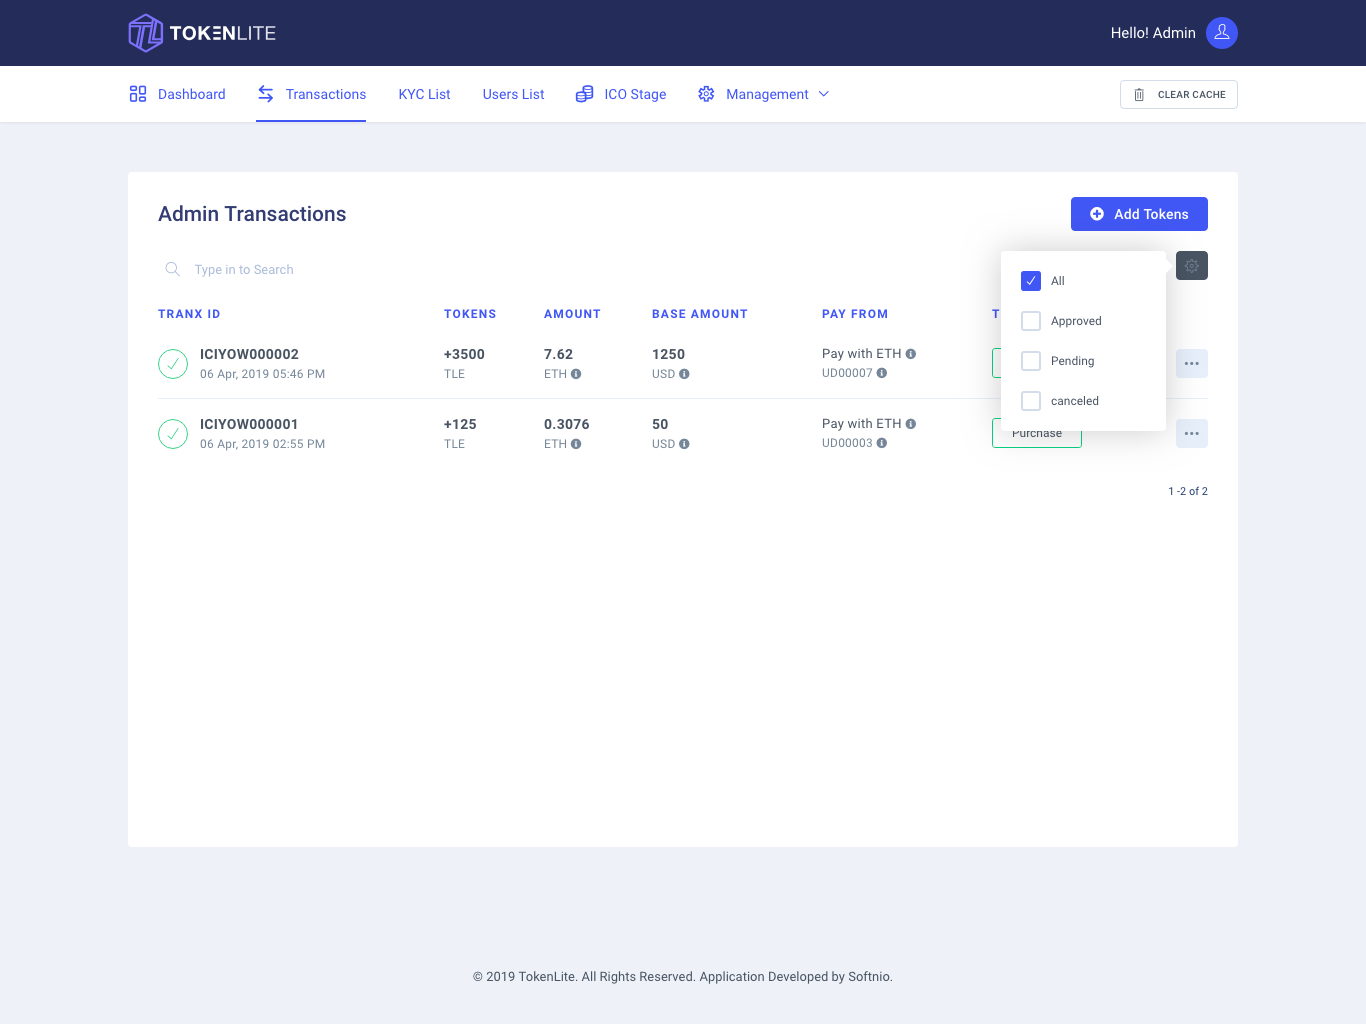 TOKENLITE
Hello! Admin
Dashboard
Transactions
KYC List
Users List
ICO Stage
Management
CLEAR CACHE
Admin Transactions
Add Tokens
Type in to Search
All
Approved
Pending
canceled
TRANX ID TOKENS AMOUNT BASE AMOUNT PAY FROM T
ICIYOW000002 +3500 7.62 1250 Pay with ETH
06 Apr, 2019 05:46 PM TLE ETH USD UD00007
ICIYOW000001 +125 0.3076 50 Pay with ETH Purchase
06 Apr, 2019 02:55 PM TLE ETH USD UD00003
1 -2 of 2
© 2019 TokenLite. All Rights Reserved. Application Developed by Softnio.